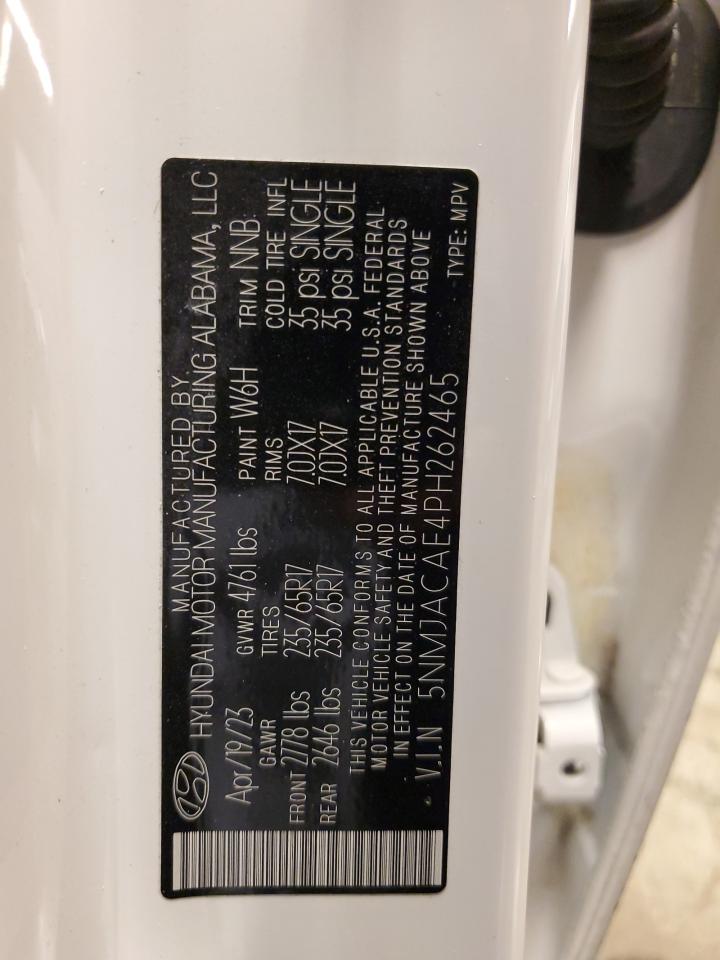 MANUFACTURED BY
HYUNDAI MOTOR MANUFACTURING ALABAMA, LLC
Apr/19/23 GVWR 4761 lbs PAINT W6H TRIM NNB
GAWR TIRES RIMS COLD TIRE INFL
FRONT 2778 lbs 235/65R17 7.0JX17 35 psi SINGLE
REAR 2646 lbs 235/65R17 7.0JX17 35 psi SINGLE
THIS VEHICLE CONFORMS TO ALL APPLICABLE U.S.A. FEDERAL
MOTOR VEHICLE SAFETY AND THEFT PREVENTION STANDARDS
IN EFFECT ON THE DATE OF MANUFACTURE SHOWN ABOVE
V.I.N 5NMJACAE4PH262465
TYPE: MPV